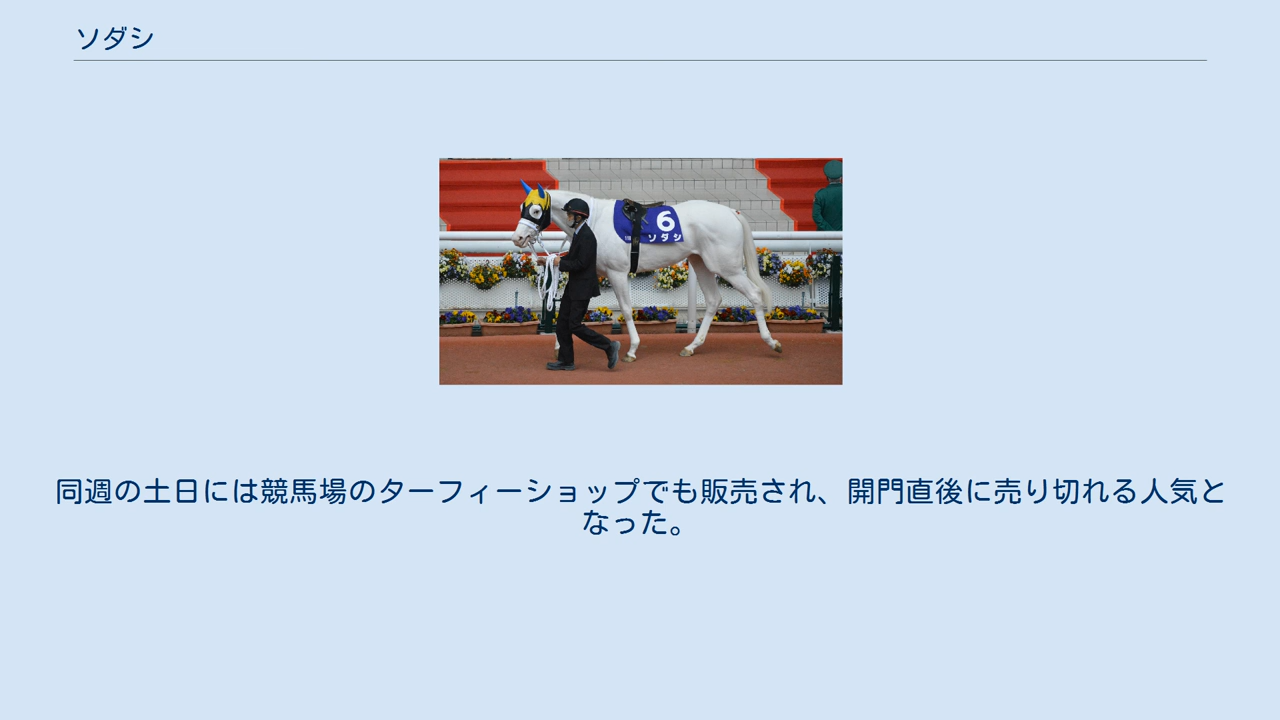 ソダシ
6
ソダシ
同週の土日には競馬場のターフィーショップでも販売され、開門直後に売り切れる人気と
なった。